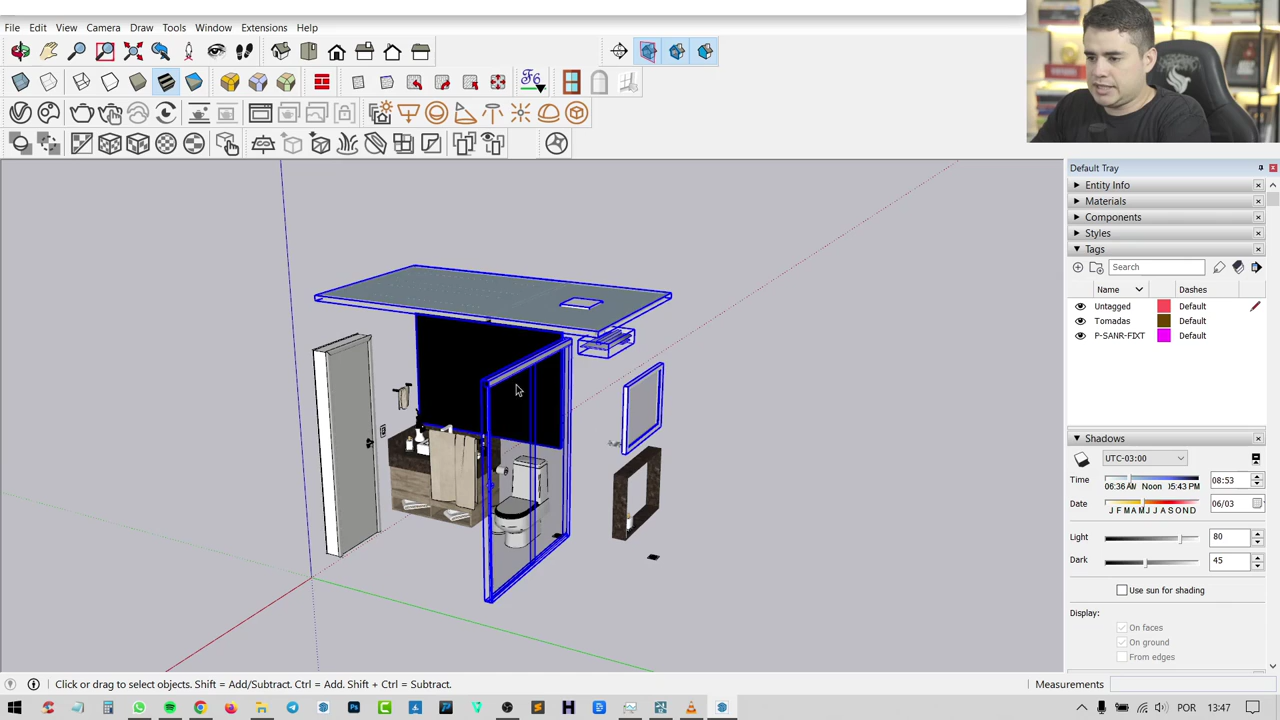 File Edit View Camera Draw Tools Window Extensions Help
F6
Default Tray
Entity Info
Materials
Components
Styles
Tags
Search
Name Dashes
Untagged Default
Tomadas Default
P-SANR-FIXT Default
Shadows
UTC-03:00
Time 08:53
06:36 AM Noon 05:43 PM
Date 06/03
J F M A M J J A S O N D
Light 80
Dark 45
Use sun for shading
Display:
On faces
On ground
From edges
Click or drag to select objects. Shift = Add/Subtract. Ctrl = Add. Shift + Ctrl = Subtract.
Measurements
POR 13:47